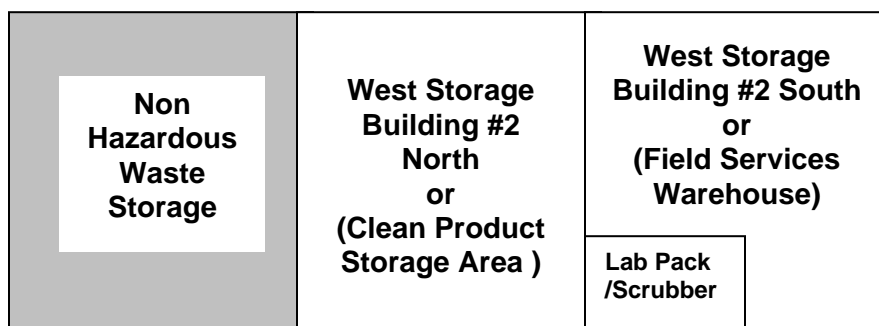 Non
Hazardous
Waste
Storage
West Storage
Building #2
North
or
(Clean Product
Storage Area )
West Storage
Building #2 South
or
(Field Services
Warehouse)
Lab Pack
/Scrubber